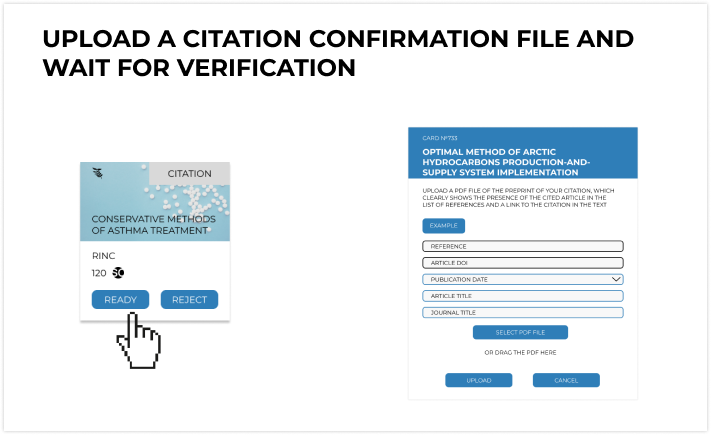 UPLOAD A CITATION CONFIRMATION FILE AND
WAIT FOR VERIFICATION
CITATION
CONSERVATIVE METHODS
OF ASTHMA TREATMENT
RINC
120 SC
READY
REJECT
CARD №733
OPTIMAL METHOD OF ARCTIC
HYDROCARBONS PRODUCTION-AND-
SUPPLY SYSTEM IMPLEMENTATION
UPLOAD A PDF FILE OF THE PREPRINT OF YOUR CITATION, WHICH
CLEARLY SHOWS THE PRESENCE OF THE CITED ARTICLE IN THE
LIST OF REFERENCES AND A LINK TO THE CITATION IN THE TEXT
EXAMPLE
REFERENCE
ARTICLE DOI
PUBLICATION DATE
ARTICLE TITLE
JOURNAL TITLE
SELECT PDF FILE
OR DRAG THE PDF HERE
UPLOAD
CANCEL